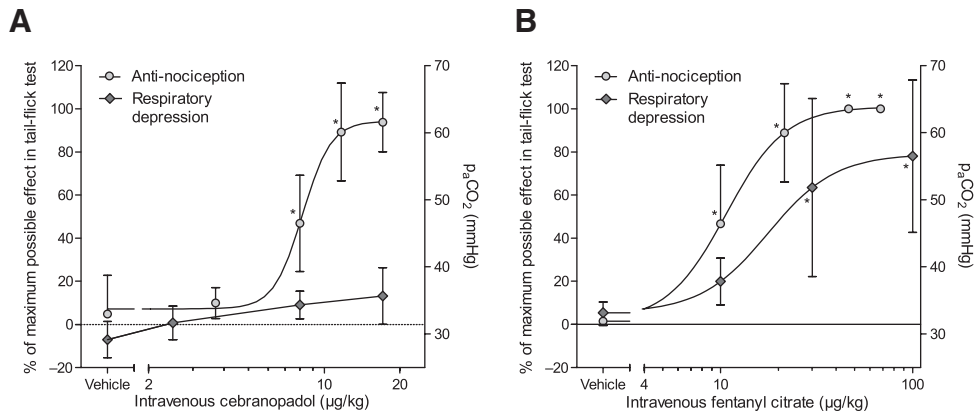 A
% of maximum possible effect in tail-flick test
120
100
80
60
40
20
0
–20
Anti-nociception
Respiratory
depression
*
*
*
70
60
50
40
30
pₐCO₂ (mmHg)
Vehicle
2
10
20
Intravenous cebranopadol (µg/kg)
B
% of maximum possible effect in tail-flick test
120
100
80
60
40
20
0
–20
Anti-nociception
Respiratory
depression
*
*
*
*
*
*
70
60
50
40
30
pₐCO₂ (mmHg)
Vehicle
4
10
100
Intravenous fentanyl citrate (µg/kg)